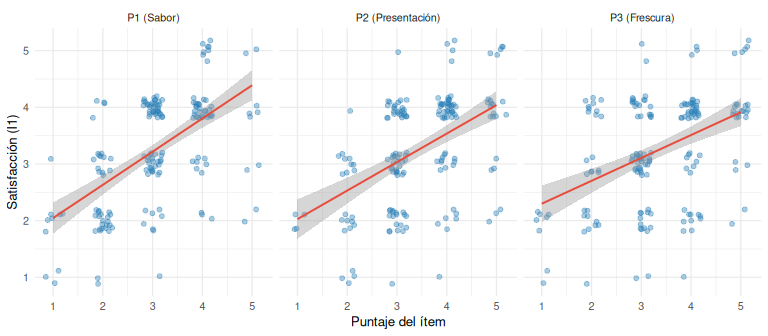 P1 (Sabor)
P2 (Presentación)
P3 (Frescura)
Satisfacción (I1)
5
4
3
2
1
1 2 3 4 5
1 2 3 4 5
1 2 3 4 5
Puntaje del ítem